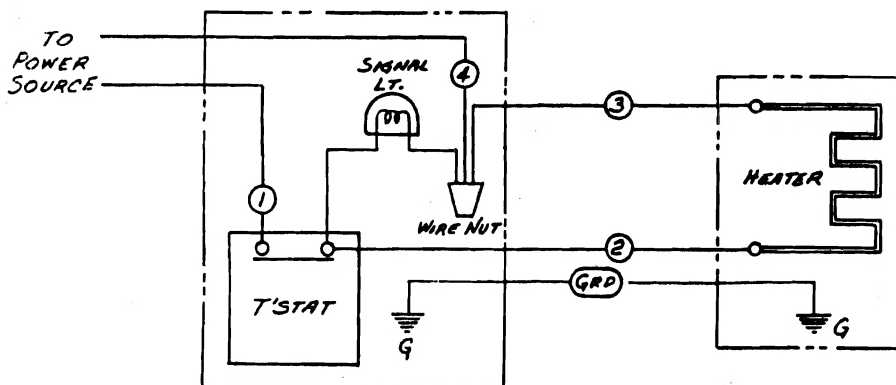 TO
POWER
SOURCE
SIGNAL
LT.
4
3
1
HEATER
WIRE NUT
2
T'STAT
GRD
G
G